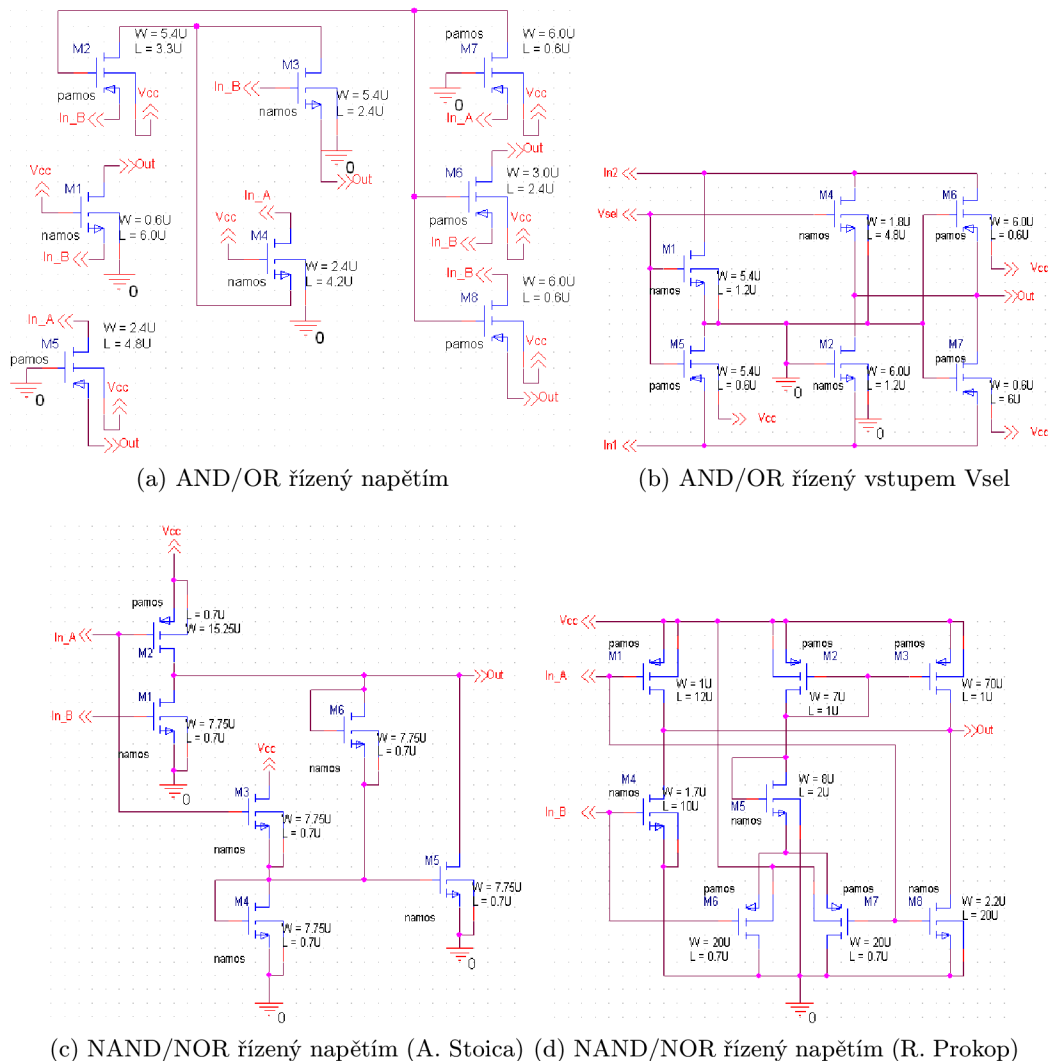 M2
W = 5.4U
L = 3.3U
pamos
In_B
Vcc
M3
In_B
namos
W = 5.4U
L = 2.4U
0
Out
pamos
M7
W = 6.0U
L = 0.6U
0
In_A
Vcc
Vcc
M1
Out
namos
W = 0.6U
L = 6.0U
In_B
0
In_A
Vcc
M4
namos
W = 2.4U
L = 4.2U
0
Out
M6
W = 3.0U
L = 2.4U
pamos
In_B
Vcc
In_B
W = 6.0U
L = 0.6U
M8
pamos
Vcc
Out
In_A
W = 2.4U
L = 4.8U
M5
pamos
0
Vcc
Out
(a) AND/OR řízený napětím
In2
Vsel
M4
W = 1.8U
L = 4.8U
namos
M6
W = 6.0U
L = 0.6U
pamos
Vcc
M1
W = 5.4U
L = 1.2U
namos
Out
M5
W = 5.4U
L = 0.6U
pamos
Vcc
0
M2
W = 6.0U
L = 1.2U
namos
0
M7
pamos
W = 0.6U
L = 6U
Vcc
In1
(b) AND/OR řízený vstupem Vsel
Vcc
pamos
L = 0.7U
W = 15.25U
In_A
M2
M1
In_B
W = 7.75U
L = 0.7U
namos
0
Out
M6
W = 7.75U
L = 0.7U
namos
Vcc
M3
W = 7.75U
L = 0.7U
namos
M5
W = 7.75U
L = 0.7U
namos
0
M4
W = 7.75U
L = 0.7U
namos
0
(c) NAND/NOR řízený napětím (A. Stoica)
Vcc
pamos
M1
In_A
W = 1U
L = 12U
pamos
M2
W = 7U
L = 1U
pamos
M3
W = 70U
L = 1U
Out
M4
namos
In_B
W = 1.7U
L = 10U
W = 8U
L = 2U
M5
namos
pamos
M6
W = 20U
L = 0.7U
pamos
M7
W = 20U
L = 0.7U
namos
M8
W = 2.2U
L = 20U
0
(d) NAND/NOR řízený napětím (R. Prokop)